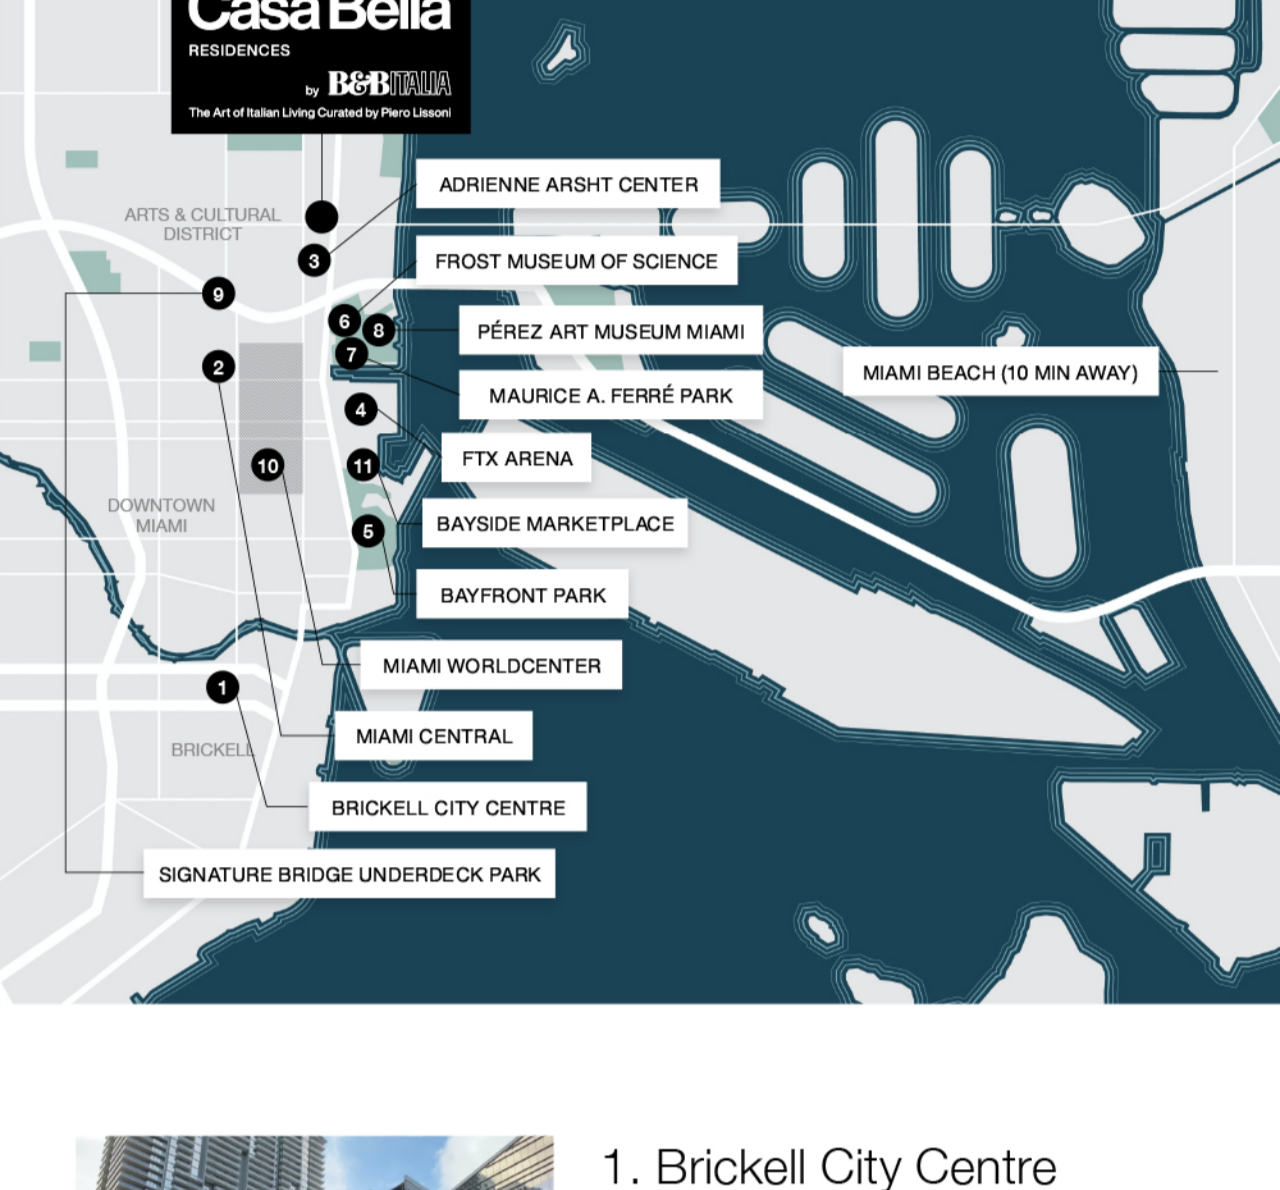 Casa Bella
RESIDENCES
by B&B ITALIA
The Art of Italian Living Curated by Piero Lissoni
ADRIENNE ARSHT CENTER
ARTS & CULTURAL
DISTRICT
3
FROST MUSEUM OF SCIENCE
9
6
8
PÉREZ ART MUSEUM MIAMI
7
2
MIAMI BEACH (10 MIN AWAY)
MAURICE A. FERRÉ PARK
4
FTX ARENA
10
11
DOWNTOWN
MIAMI
BAYSIDE MARKETPLACE
5
BAYFRONT PARK
MIAMI WORLDCENTER
1
MIAMI CENTRAL
BRICKELL
BRICKELL CITY CENTRE
SIGNATURE BRIDGE UNDERDECK PARK
1. Brickell City Centre